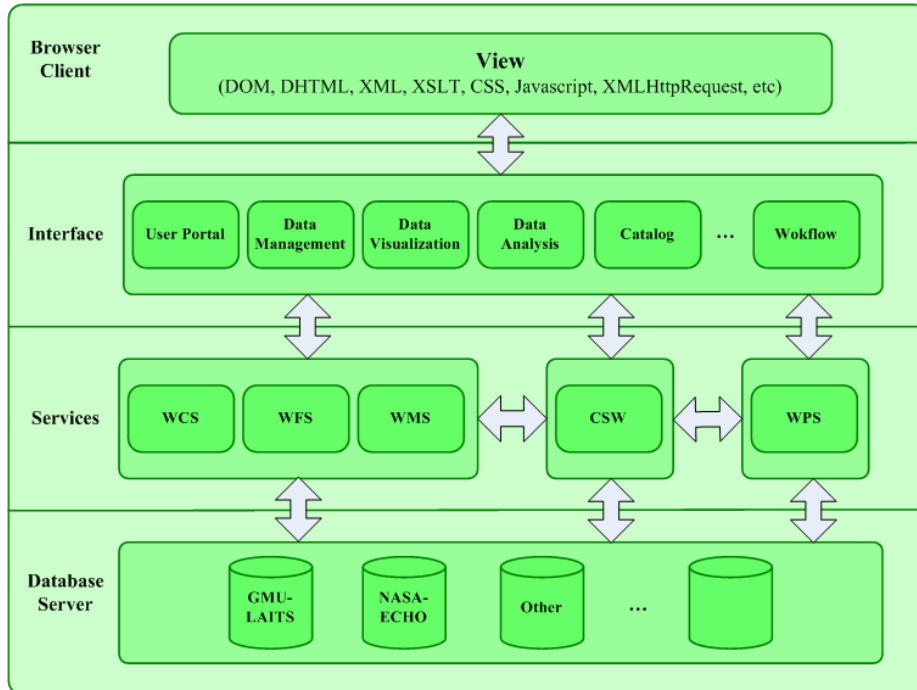 Browser
Client
View
(DOM, DHTML, XML, XSLT, CSS, Javascript, XMLHttpRequest, etc)
Interface
User Portal
Data
Management
Data
Visualization
Data
Analysis
Catalog
...
Wokflow
Services
WCS
WFS
WMS
CSW
WPS
Database
Server
GMU-
LAITS
NASA-
ECHO
Other
...